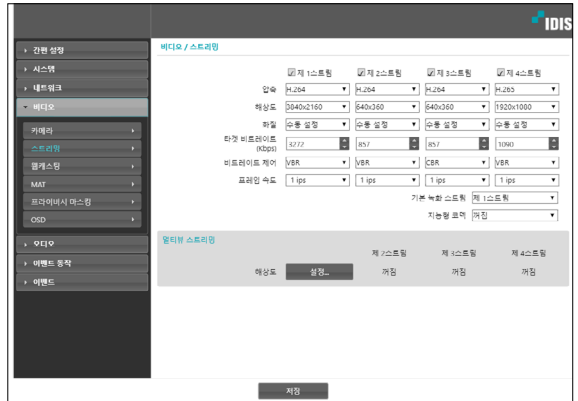 IDIS
간편 설정
시스템
네트워크
비디오
카메라
스트리밍
웹캐스팅
MAT
프라이버시 마스킹
OSD
오디오
이벤트 동작
이벤트
비디오 / 스트리밍
제 1스트림 제 2스트림 제 3스트림 제 4스트림
압축 H.264 H.264 H.264 H.265
해상도 3840x2160 640x360 640x360 1920x1080
화질 수동 설정 수동 설정 수동 설정 수동 설정
타겟 비트레이트 (Kbps) 3272 857 857 1090
비트레이트 제어 VBR VBR CBR VBR
프레임 속도 1 ips 1 ips 1 ips 1 ips
기본 녹화 스트림 제 1스트림
지능형 코덱 꺼짐
멀티뷰 스트리밍
제 2스트림 제 3스트림 제 4스트림
해상도 설정... 꺼짐 꺼짐 꺼짐
저장